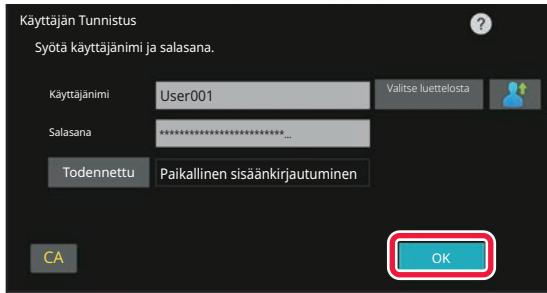 Käyttäjän Tunnistus
?
Syötä käyttäjänimi ja salasana.
Käyttäjänimi
User001
Valitse luettelosta
Salasana
*************************...
Todennettu
Paikallinen sisäänkirjautuminen
CA
OK